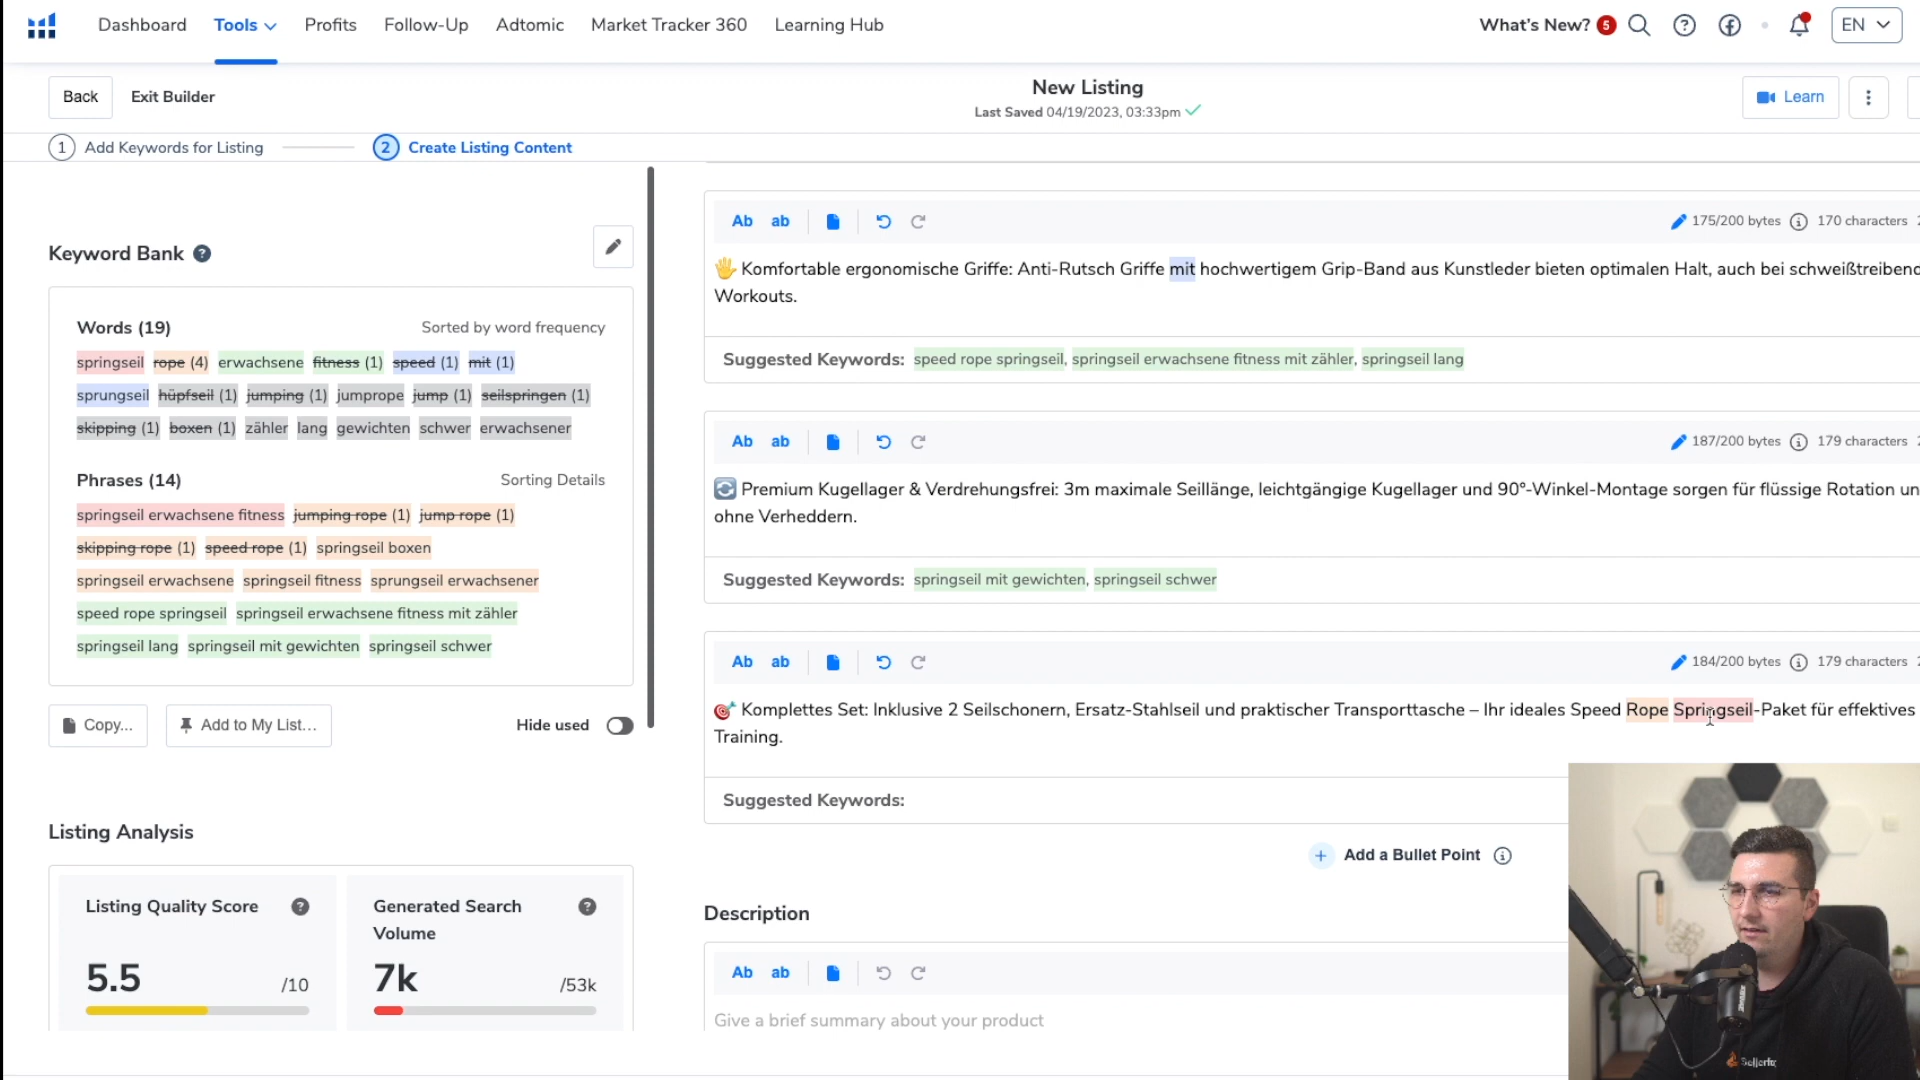 Dashboard Tools Profits Follow-Up Adtomic Market Tracker 360 Learning Hub What's New? 5 EN
Back Exit Builder New Listing Learn
Last Saved 04/19/2023, 03:33pm
1 Add Keywords for Listing 2 Create Listing Content
Keyword Bank
Words (19) Sorted by word frequency
springseil rope (4) erwachsene fitness (1) speed (1) mit (1)
sprungseil hüpfseil (1) jumping (1) jumprope jump (1) seilspringen (1)
skipping (1) boxen (1) zähler lang gewichten schwer erwachsener
Phrases (14) Sorting Details
springseil erwachsene fitness jumping rope (1) jump rope (1)
skipping rope (1) speed rope (1) springseil boxen
springseil erwachsene springseil fitness sprungseil erwachsener
speed rope springseil springseil erwachsene fitness mit zähler
springseil lang springseil mit gewichten springseil schwer
Copy... Add to My List... Hide used
Listing Analysis
Listing Quality Score
5.5 /10
Generated Search
Volume
7k /53k
Ab ab 175/200 bytes 170 characters
🖐 Komfortable ergonomische Griffe: Anti-Rutsch Griffe mit hochwertigem Grip-Band aus Kunstleder bieten optimalen Halt, auch bei schweißtreibend
Workouts.
Suggested Keywords: speed rope springseil, springseil erwachsene fitness mit zähler, springseil lang
Ab ab 187/200 bytes 179 characters
🔄 Premium Kugellager & Verdrehungsfrei: 3m maximale Seillänge, leichtgängige Kugellager und 90°-Winkel-Montage sorgen für flüssige Rotation un
ohne Verheddern.
Suggested Keywords: springseil mit gewichten, springseil schwer
Ab ab 184/200 bytes 179 characters
🎯 Komplettes Set: Inklusive 2 Seilschonern, Ersatz-Stahlseil und praktischer Transporttasche – Ihr ideales Speed Rope Springseil-Paket für effektives
Training.
Suggested Keywords:
+ Add a Bullet Point
Description
Ab ab
Give a brief summary about your product